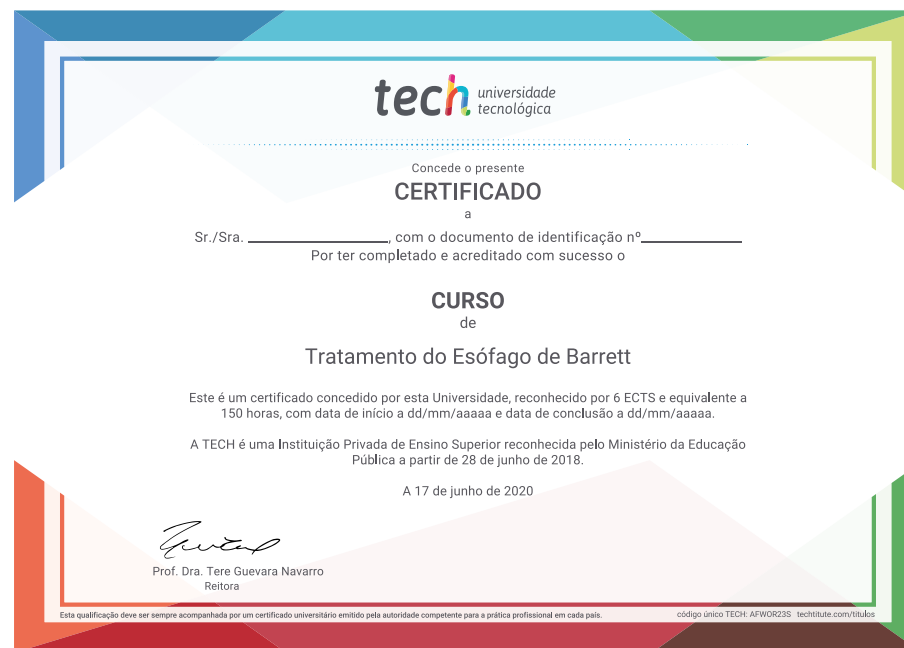 tech universidade
tecnológica
Concede o presente
CERTIFICADO
a
Sr./Sra. ________________, com o documento de identificação nº____________
Por ter completado e acreditado com sucesso o
CURSO
de
Tratamento do Esófago de Barrett
Este é um certificado concedido por esta Universidade, reconhecido por 6 ECTS e equivalente a
150 horas, com data de início a dd/mm/aaaaa e data de conclusão a dd/mm/aaaaa.
A TECH é uma Instituição Privada de Ensino Superior reconhecida pelo Ministério da Educação
Pública a partir de 28 de junho de 2018.
A 17 de junho de 2020
Prof. Dra. Tere Guevara Navarro
Reitora
Esta qualificação deve ser sempre acompanhada por um certificado universitário emitido pela autoridade competente para a prática profissional em cada país.
código único TECH: AFWOR23S techtitute.com/títulos